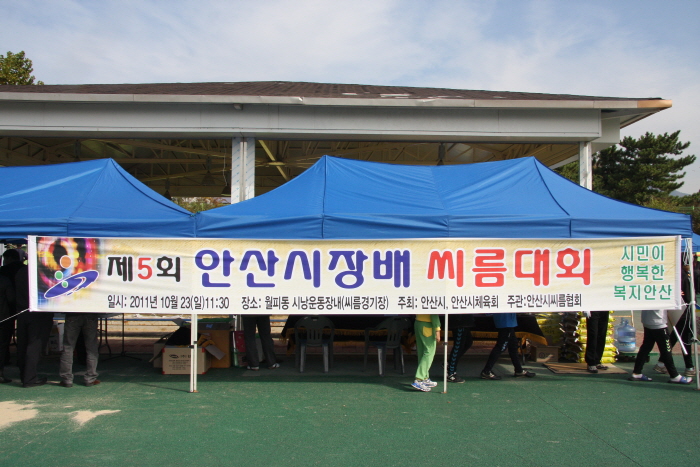 제5회 안산시장배 씨름대회
일시: 2011년 10월 23(일)11:30 장소: 월피동 시낭운동장내(씨름경기장) 주최: 안산시, 안산시체육회 주관:안산시씨름협회
시민이
행복한
복지안산